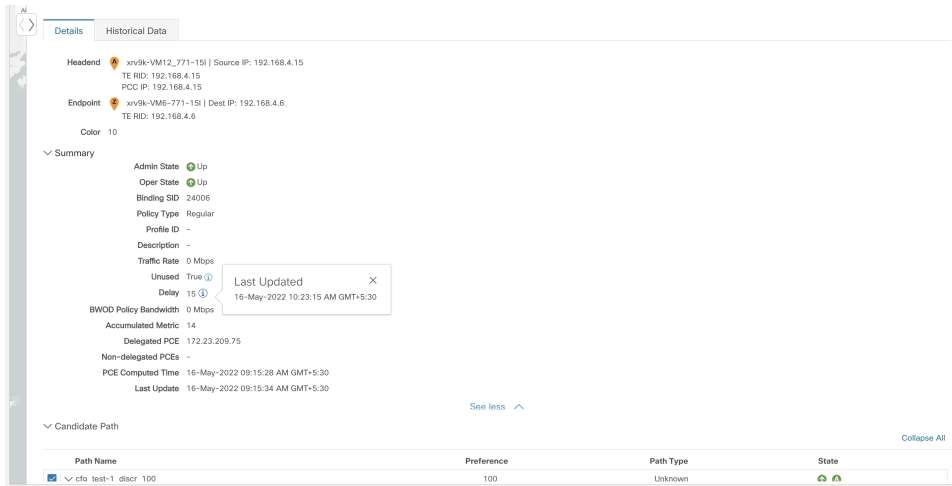 Details Historical Data
Headend A xrv9k-VM12_771-15I | Source IP: 192.168.4.15
TE RID: 192.168.4.15
PCC IP: 192.168.4.15
Endpoint Z xrv9k-VM6-771-15I | Dest IP: 192.168.4.6
TE RID: 192.168.4.6
Color 10
Summary
Admin State Up
Oper State Up
Binding SID 24006
Policy Type Regular
Profile ID -
Description -
Traffic Rate 0 Mbps
Unused True
Delay 15
Last Updated
16-May-2022 10:23:15 AM GMT+5:30
BWOD Policy Bandwidth 0 Mbps
Accumulated Metric 14
Delegated PCE 172.23.209.75
Non-delegated PCEs -
PCE Computed Time 16-May-2022 09:15:28 AM GMT+5:30
Last Update 16-May-2022 09:15:34 AM GMT+5:30
See less
Candidate Path
Collapse All
Path Name Preference Path Type State
cfg_test-1_discr_100 100 Unknown A